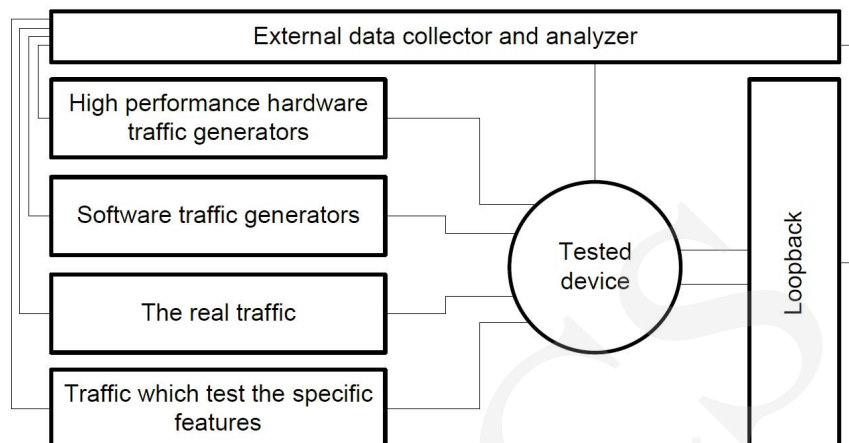 External data collector and analyzer
High performance hardware
traffic generators
Software traffic generators
The real traffic
Traffic which test the specific
features
Tested
device
Loopback